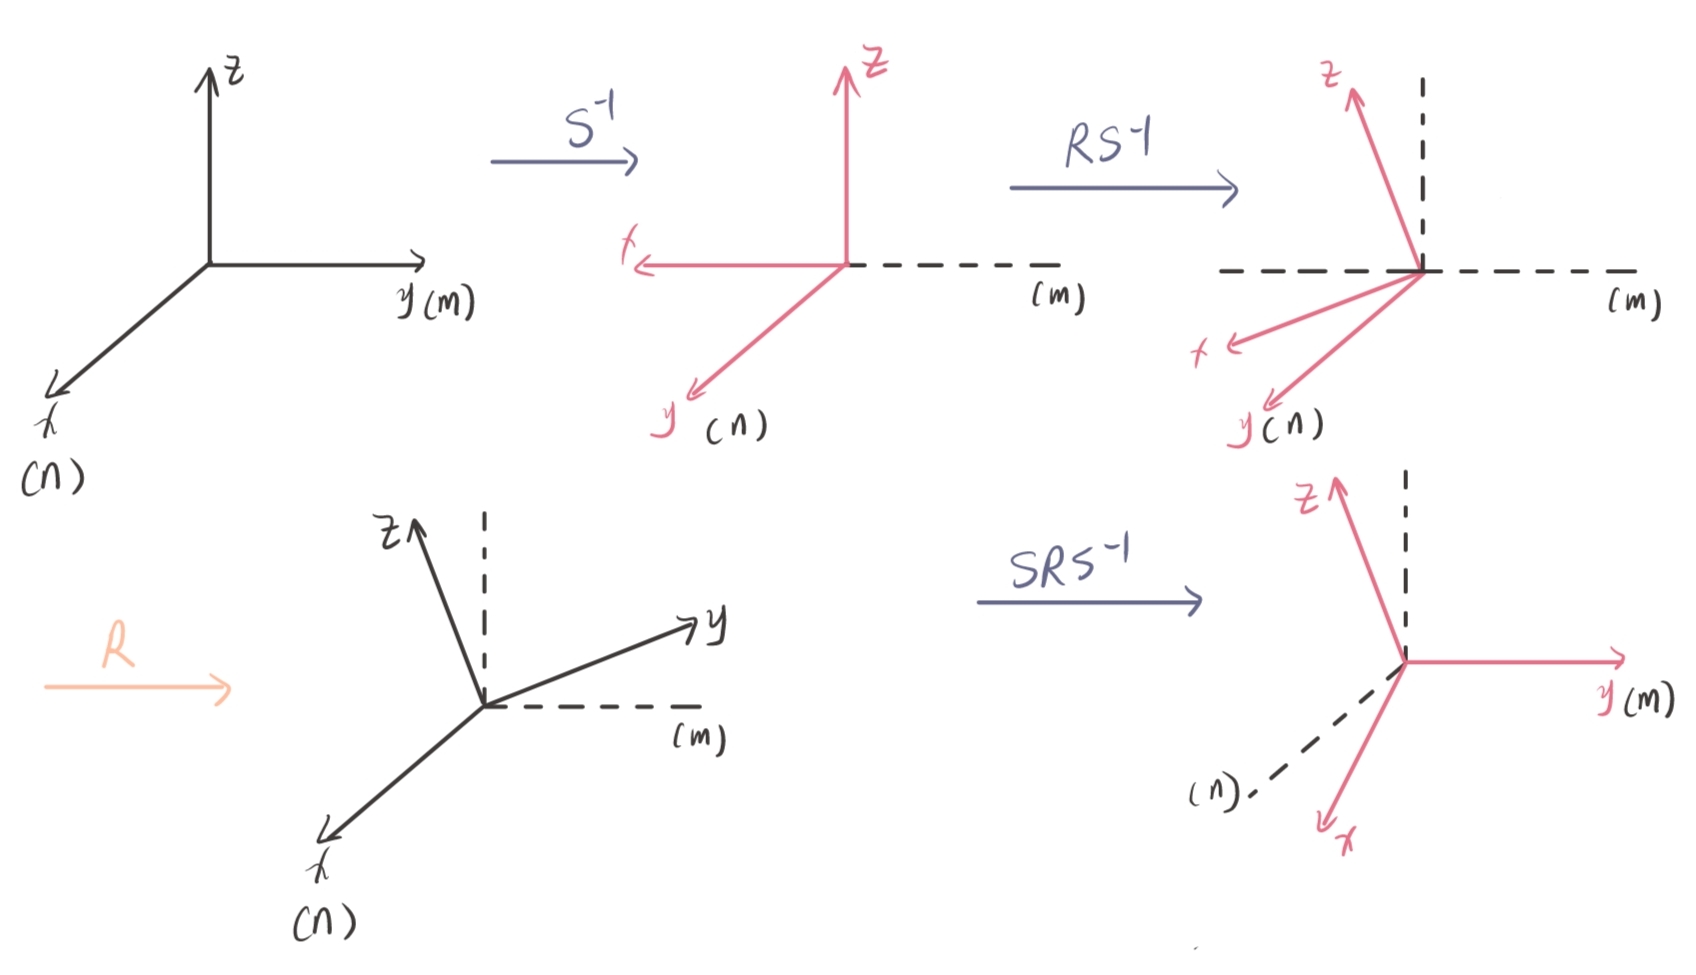 z
y (m)
x
(n)
S⁻¹
z
x
(m)
y (n)
RS⁻¹
z
(m)
x
y (n)
R
z
y
(m)
x
(n)
SRS⁻¹
z
y (m)
(n)
x